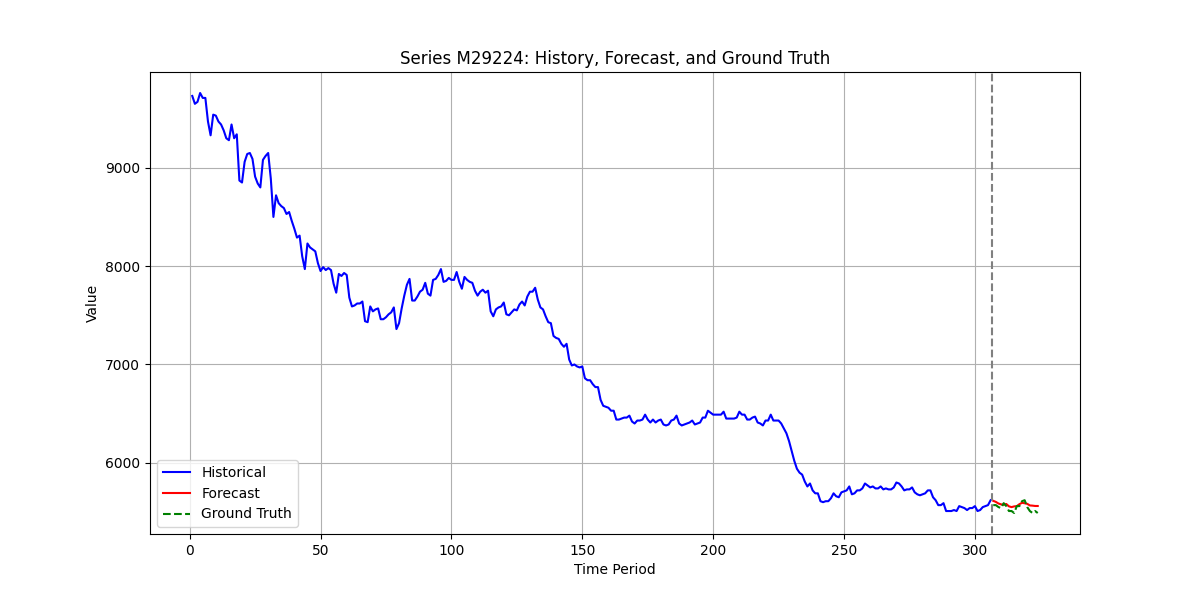 Series M29224: History, Forecast, and Ground Truth
Value
9000
8000
7000
6000
Historical
Forecast
Ground Truth
0 50 100 150 200 250 300
Time Period